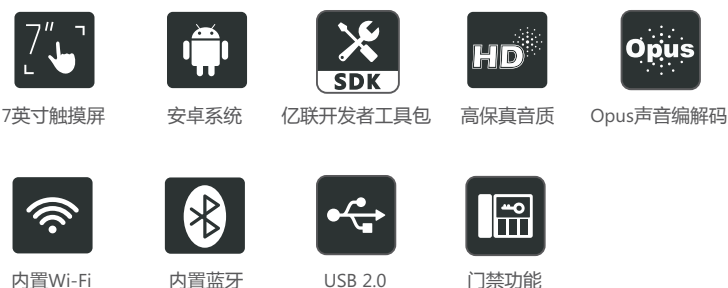 7"
SDK
HD
Opus
7英寸触摸屏
安卓系统
亿联开发者工具包
高保真音质
Opus声音编解码
内置Wi-Fi
内置蓝牙
USB 2.0
门禁功能